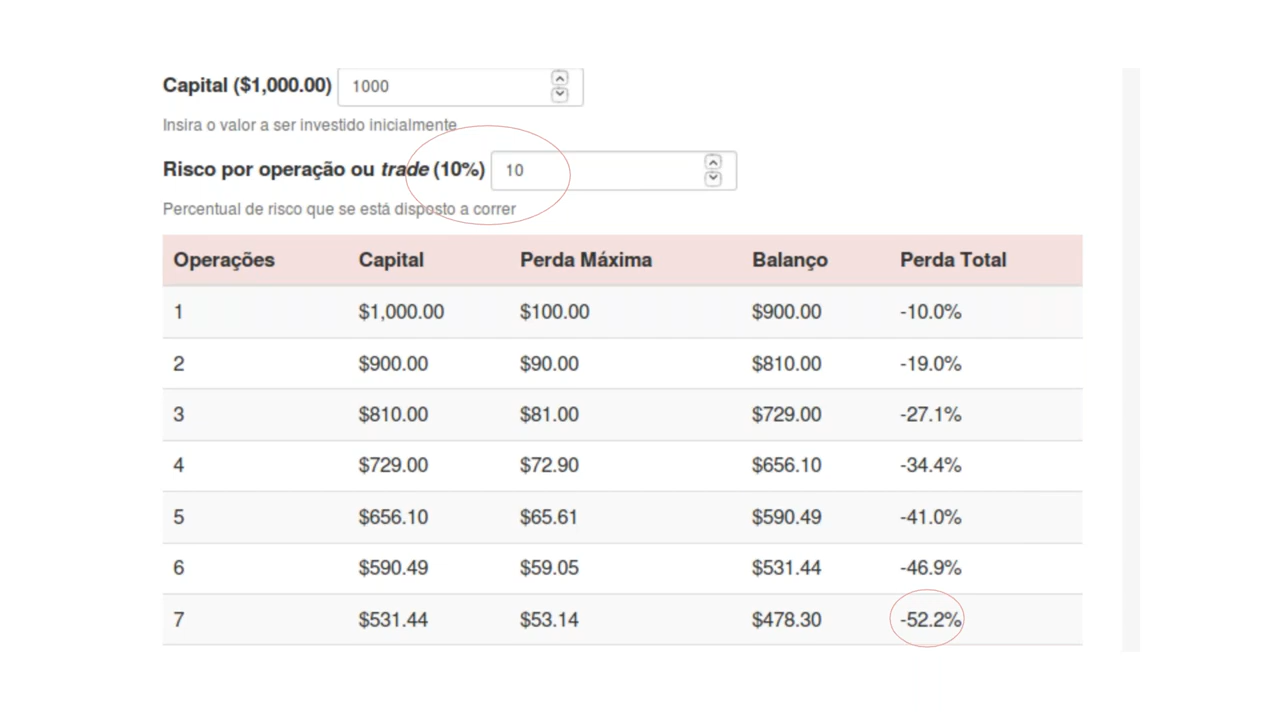 Capital ($1,000.00) 1000
Insira o valor a ser investido inicialmente
Risco por operação ou trade (10%) 10
Percentual de risco que se está disposto a correr
Operações Capital Perda Máxima Balanço Perda Total
1 $1,000.00 $100.00 $900.00 -10.0%
2 $900.00 $90.00 $810.00 -19.0%
3 $810.00 $81.00 $729.00 -27.1%
4 $729.00 $72.90 $656.10 -34.4%
5 $656.10 $65.61 $590.49 -41.0%
6 $590.49 $59.05 $531.44 -46.9%
7 $531.44 $53.14 $478.30 -52.2%